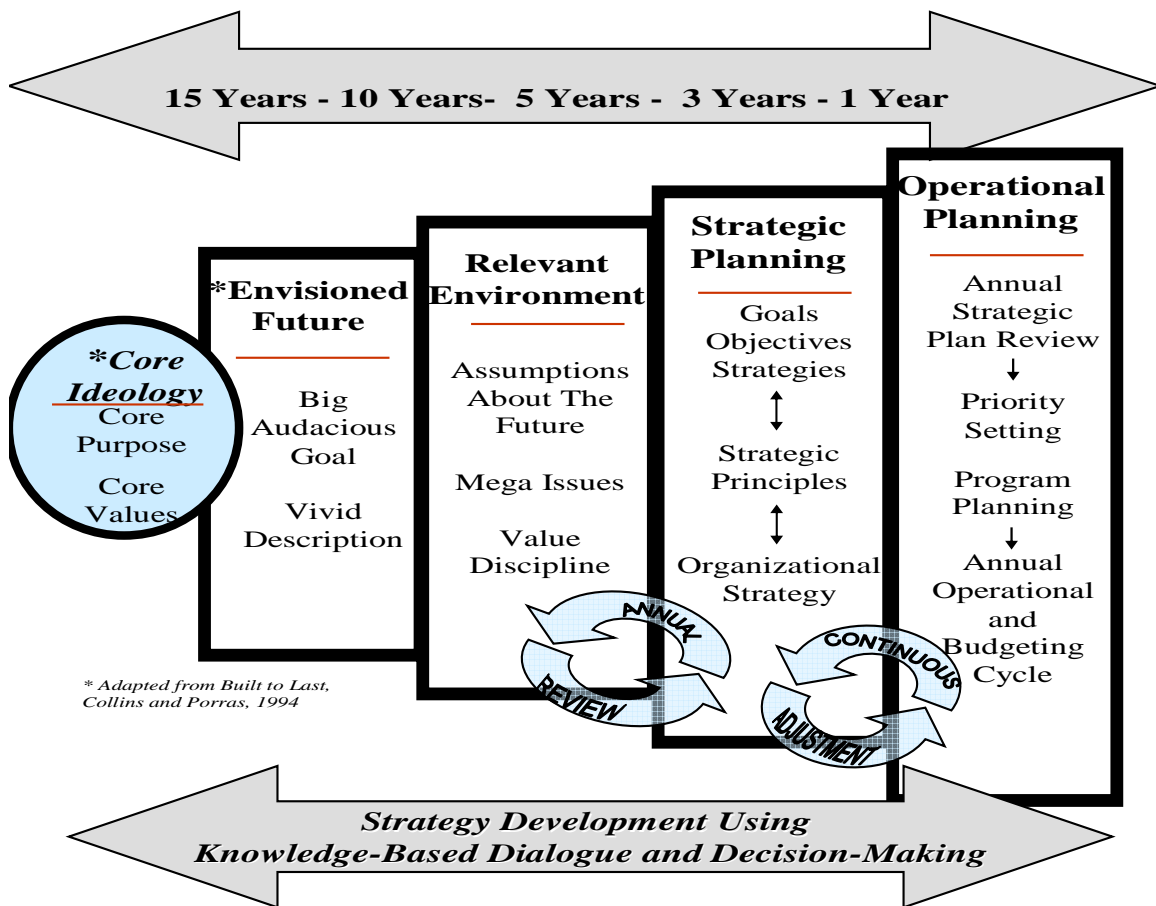 15 Years - 10 Years-  5 Years -  3 Years - 1 Year
*Core
Ideology
Core
Purpose
Core
Values
*Envisioned
Future
Big
Audacious
Goal
Vivid
Description
Relevant
Environment
Assumptions
About The
Future
Mega Issues
Value
Discipline
Strategic
Planning
Goals
Objectives
Strategies
Strategic
Principles
Organizational
Strategy
Operational
Planning
Annual
Strategic
Plan Review
Priority
Setting
Program
Planning
Annual
Operational
and
Budgeting
Cycle
ANNUAL
REVIEW
CONTINUOUS
ADJUSTMENT
* Adapted from Built to Last,
Collins and Porras, 1994
Strategy Development Using
Knowledge-Based Dialogue and Decision-Making